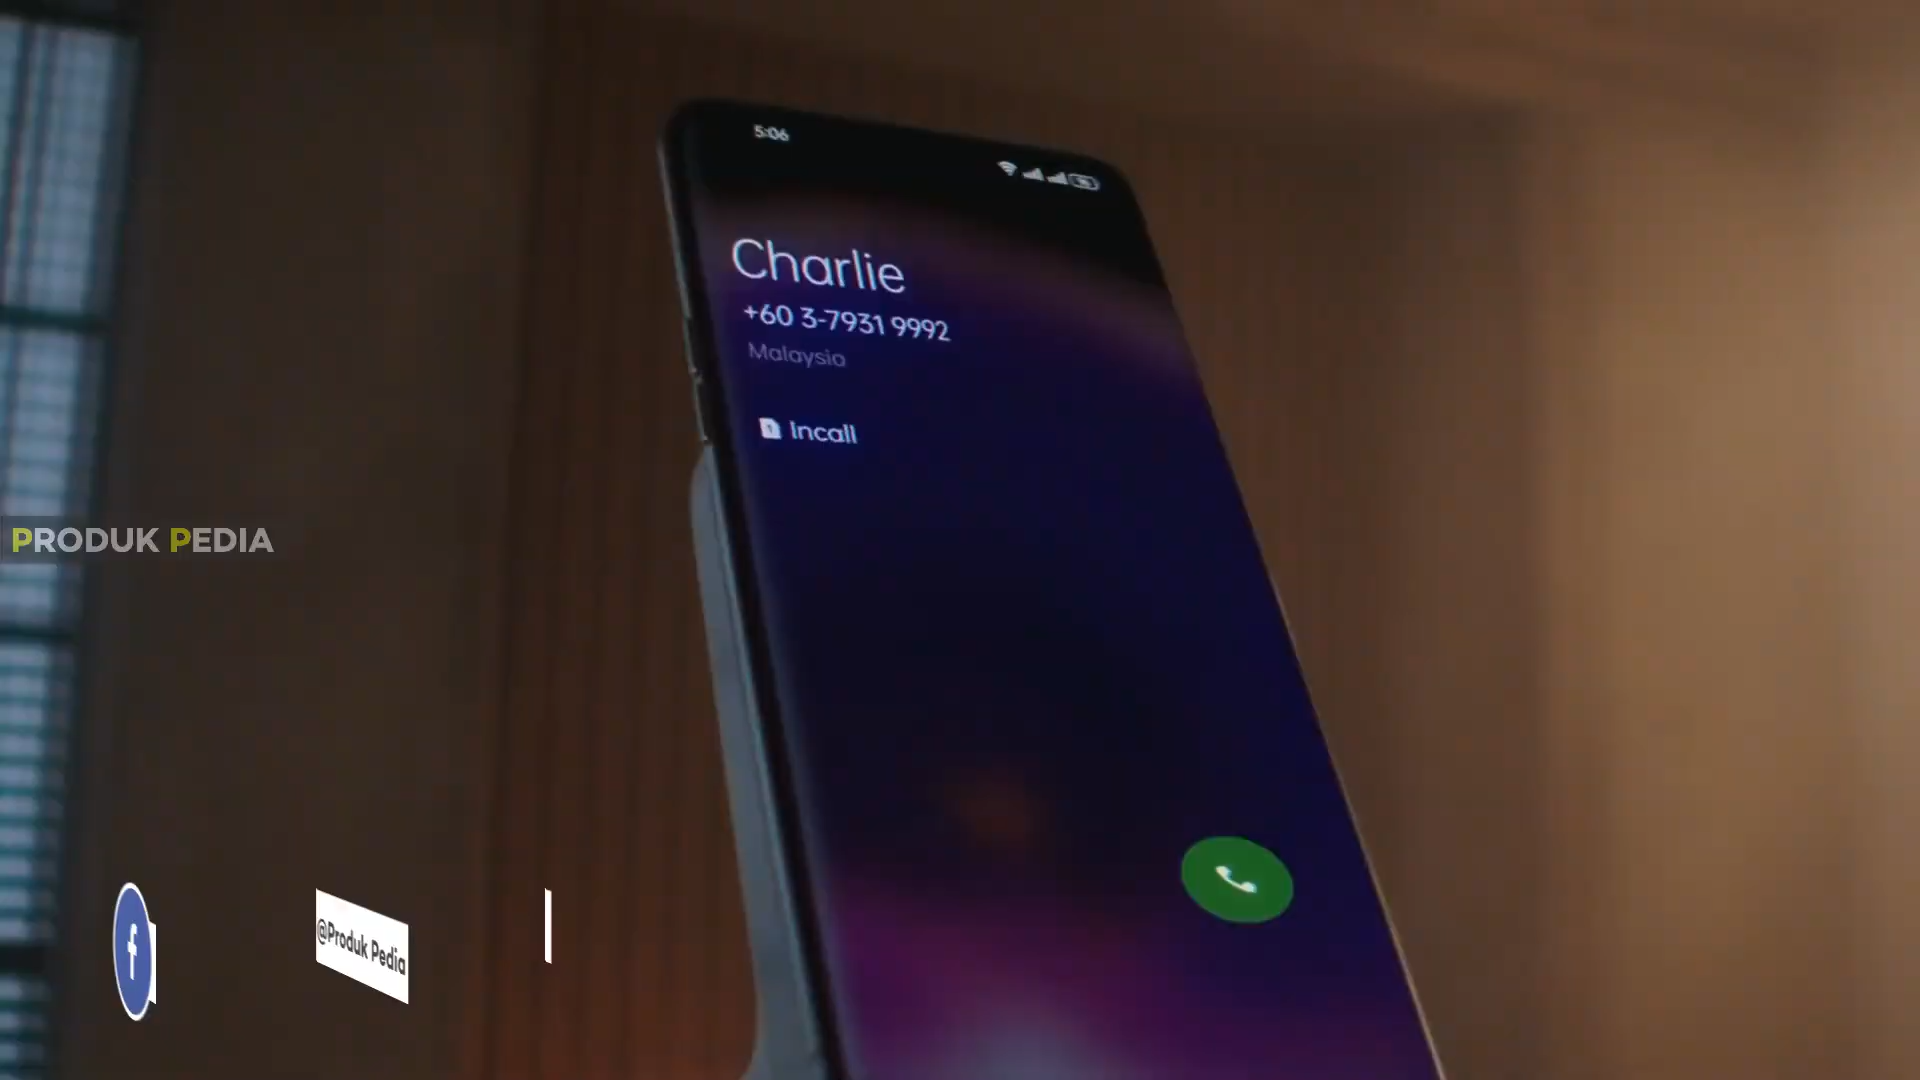 5:06
Charlie
+60 3-7931 9992
Malaysia
Incall
PRODUK PEDIA
f
@Produk Pedia